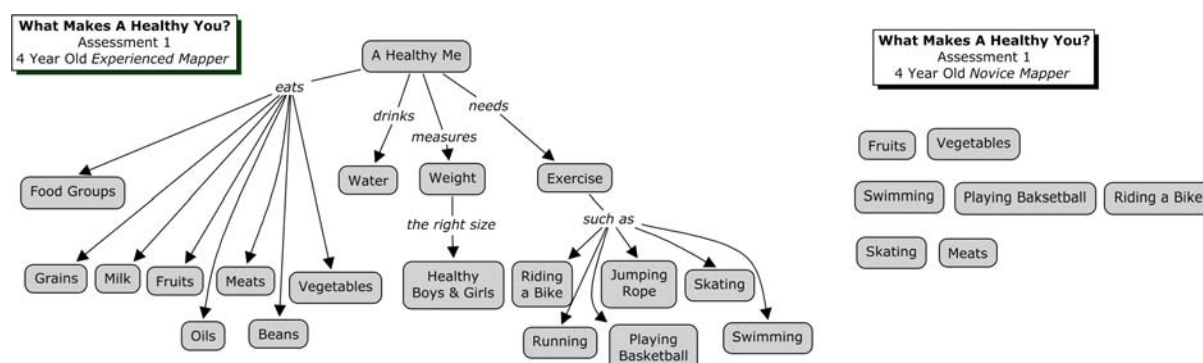 What Makes A Healthy You?
Assessment 1
4 Year Old Experienced Mapper
A Healthy Me
eats
drinks
measures
needs
Food Groups
Water
Weight
Exercise
the right size
such as
Grains
Milk
Fruits
Meats
Vegetables
Healthy
Boys & Girls
Riding
a Bike
Jumping
Rope
Skating
Oils
Beans
Running
Playing
Basketball
Swimming
What Makes A Healthy You?
Assessment 1
4 Year Old Novice Mapper
Fruits
Vegetables
Swimming
Playing Baksetball
Riding a Bike
Skating
Meats